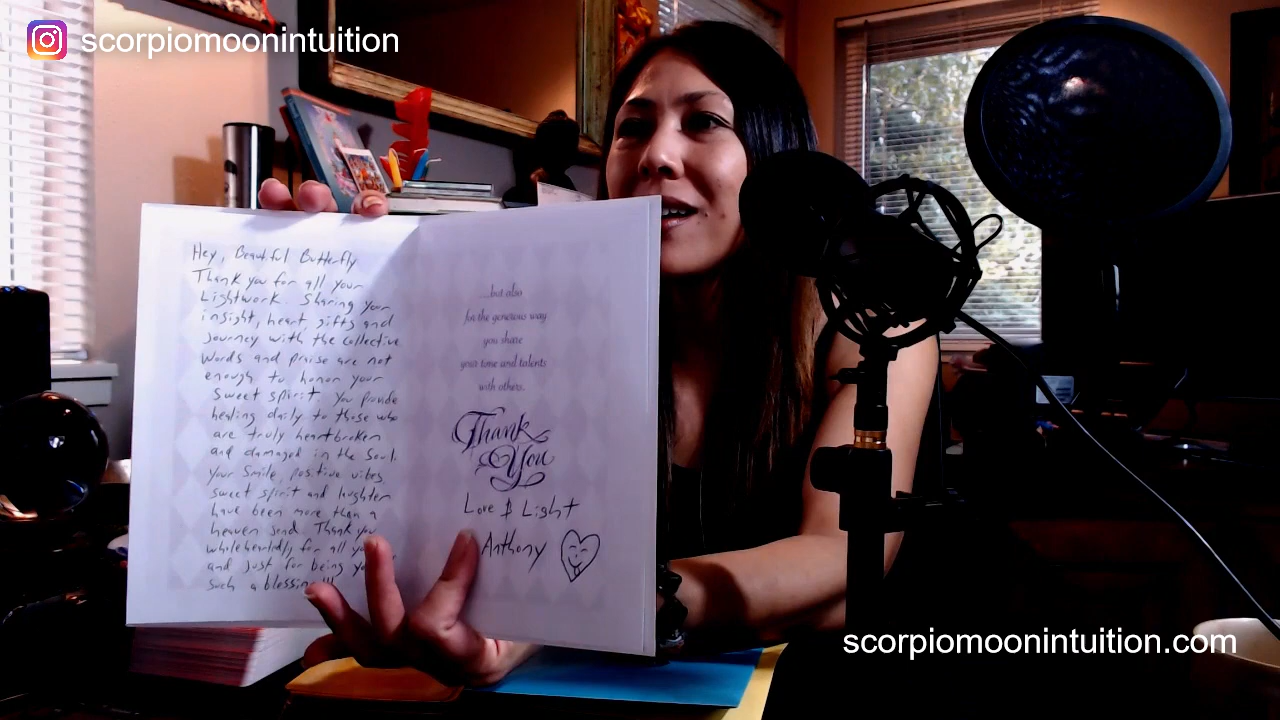 scorpiomoonintuition
Hey, Beautiful Butterfly
Thank you for all your
Lightwork. Sharing your
insight, heart, gifts and
Journey with the collective
Words and praise are not
enough to honor your
Sweet spirit. You provide
healing daily to those who
are truly heartbroken
and damaged in the Soul.
Your Smile, positive vibes
sweet spirit and laughter
have been more than a
heaven send. Thank you
wholeheartedly for all
and just for being
such a blessing !!!
...but also
for the generous way
you share
your time and talents
with others.
Thank
You
Love & Light
Anthony
scorpiomoonintuition.com